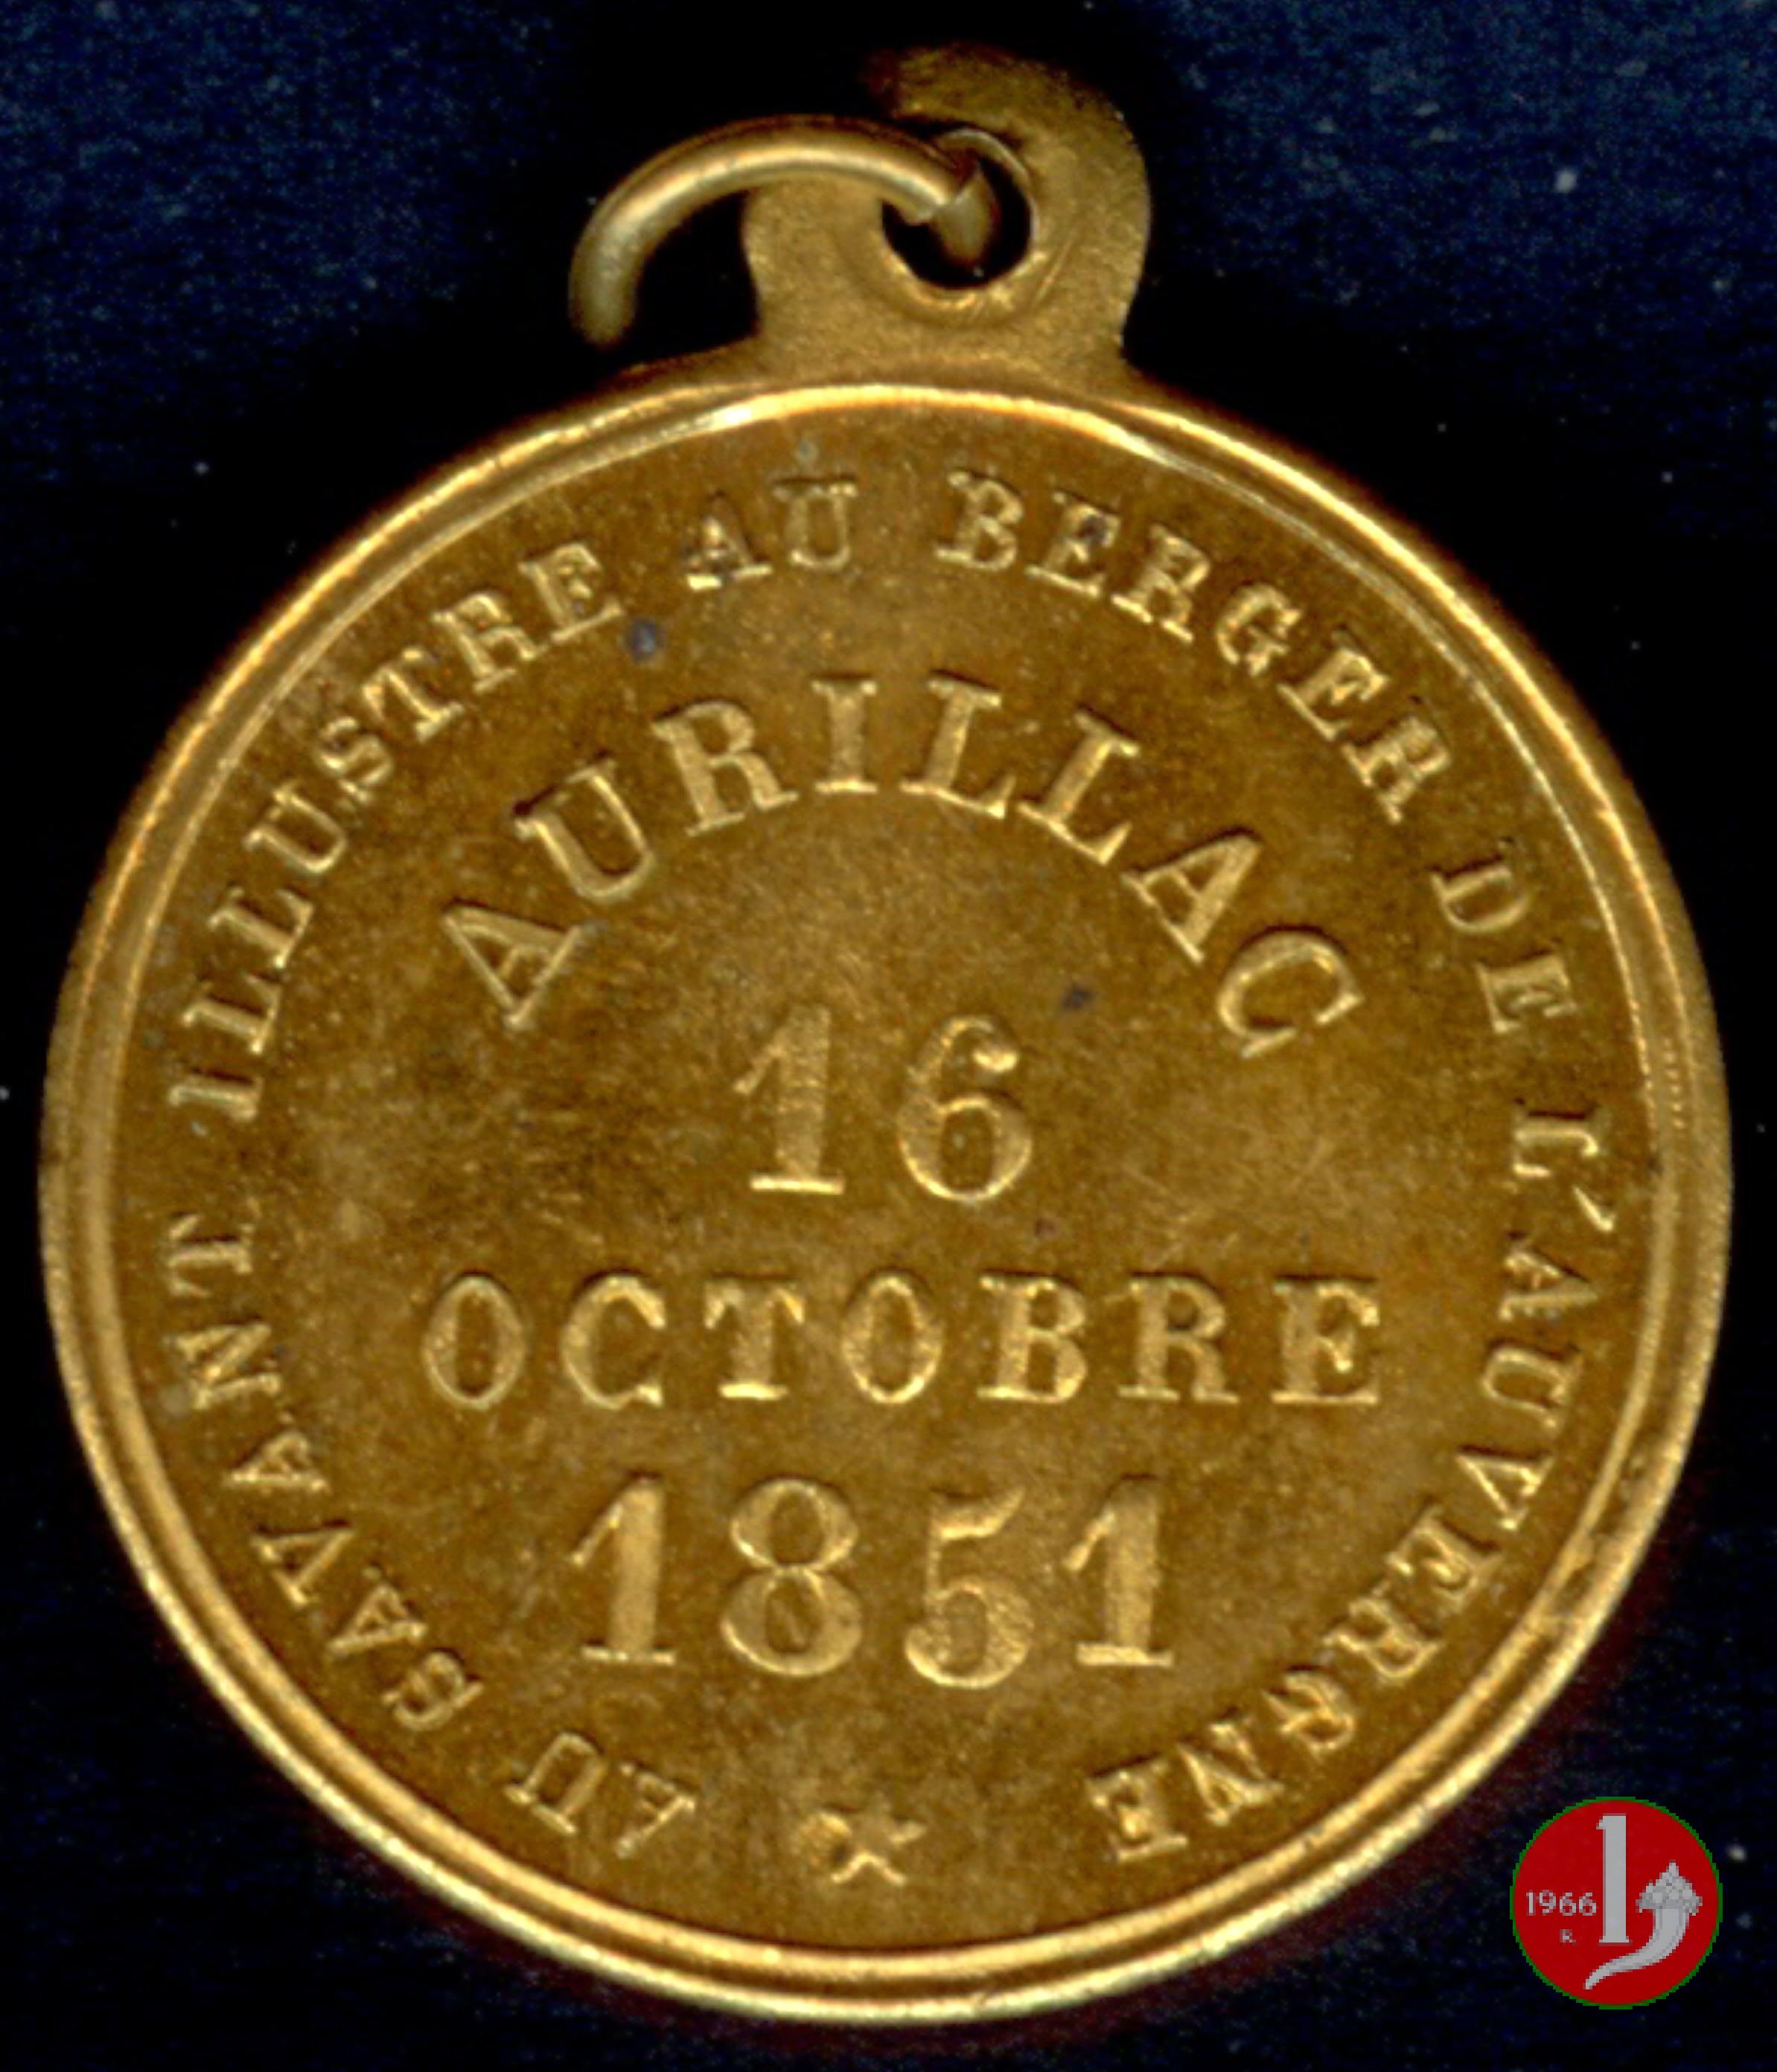 AU SAVANT ILLUSTRE AU BERGER DE L'AUVERGNE
AURILLAC
16
OCTOBRE
1851
1966
R.